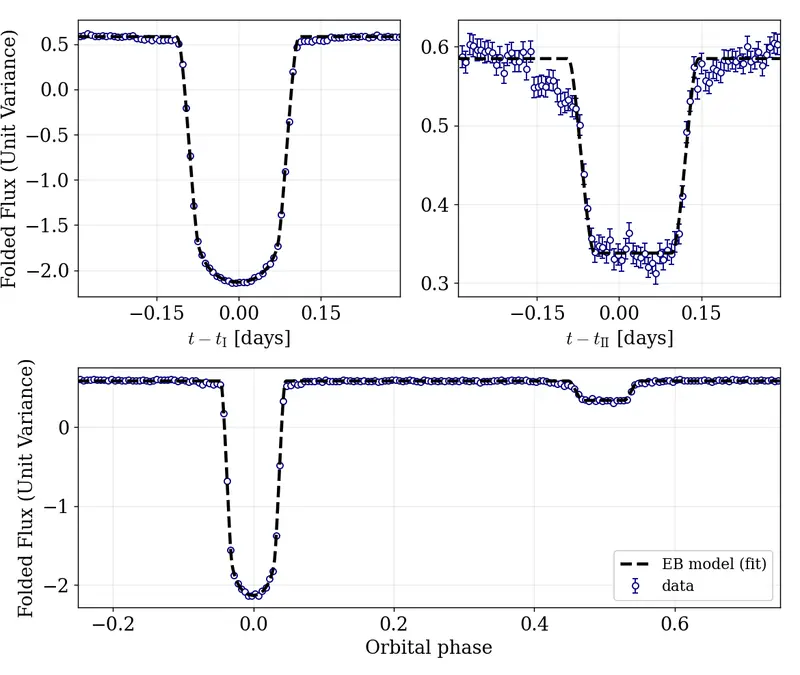 Folded Flux (Unit Variance)
0.5
0.0
−0.5
−1.0
−1.5
−2.0
−0.15 0.00 0.15
t − tI [days]
0.6
0.5
0.4
0.3
−0.15 0.00 0.15
t − tII [days]
Folded Flux (Unit Variance)
0
−1
−2
−0.2 0.0 0.2 0.4 0.6
Orbital phase
EB model (fit)
data